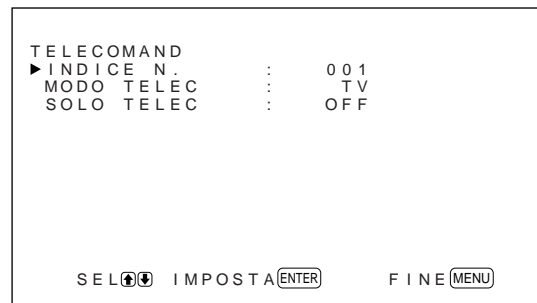 TELECOMAND
▶INDICE N. : 001
MODO TELEC : TV
SOLO TELEC : OFF
SEL⬆⬇ IMPOSTA ENTER FINE MENU